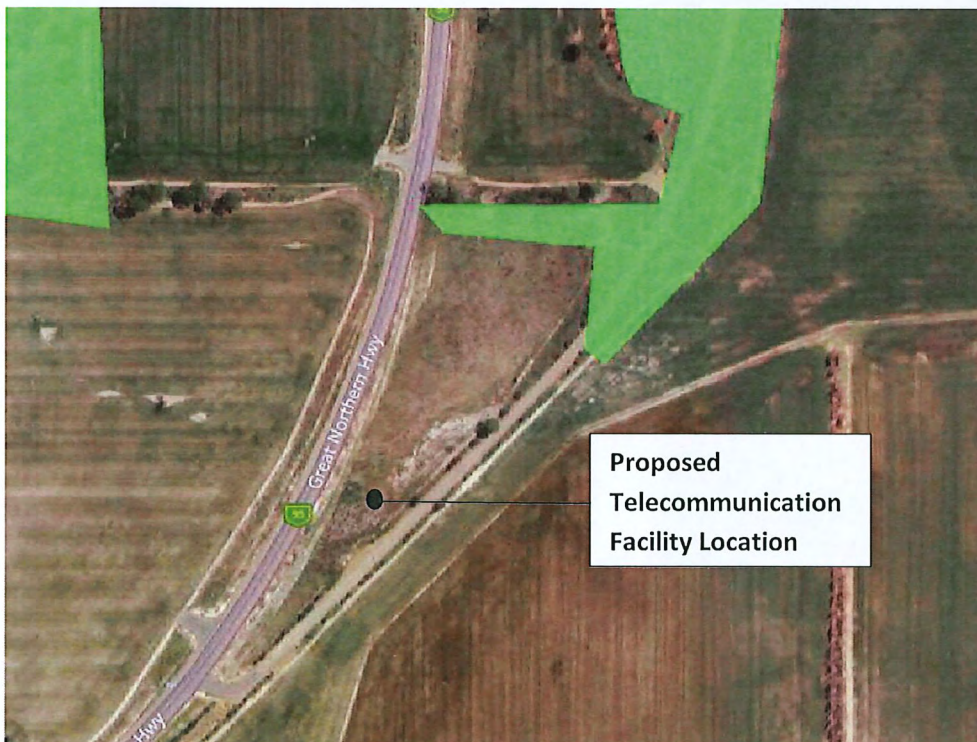 95
Great Northern Hwy
95
Proposed
Telecommunication
Facility Location
Hwy